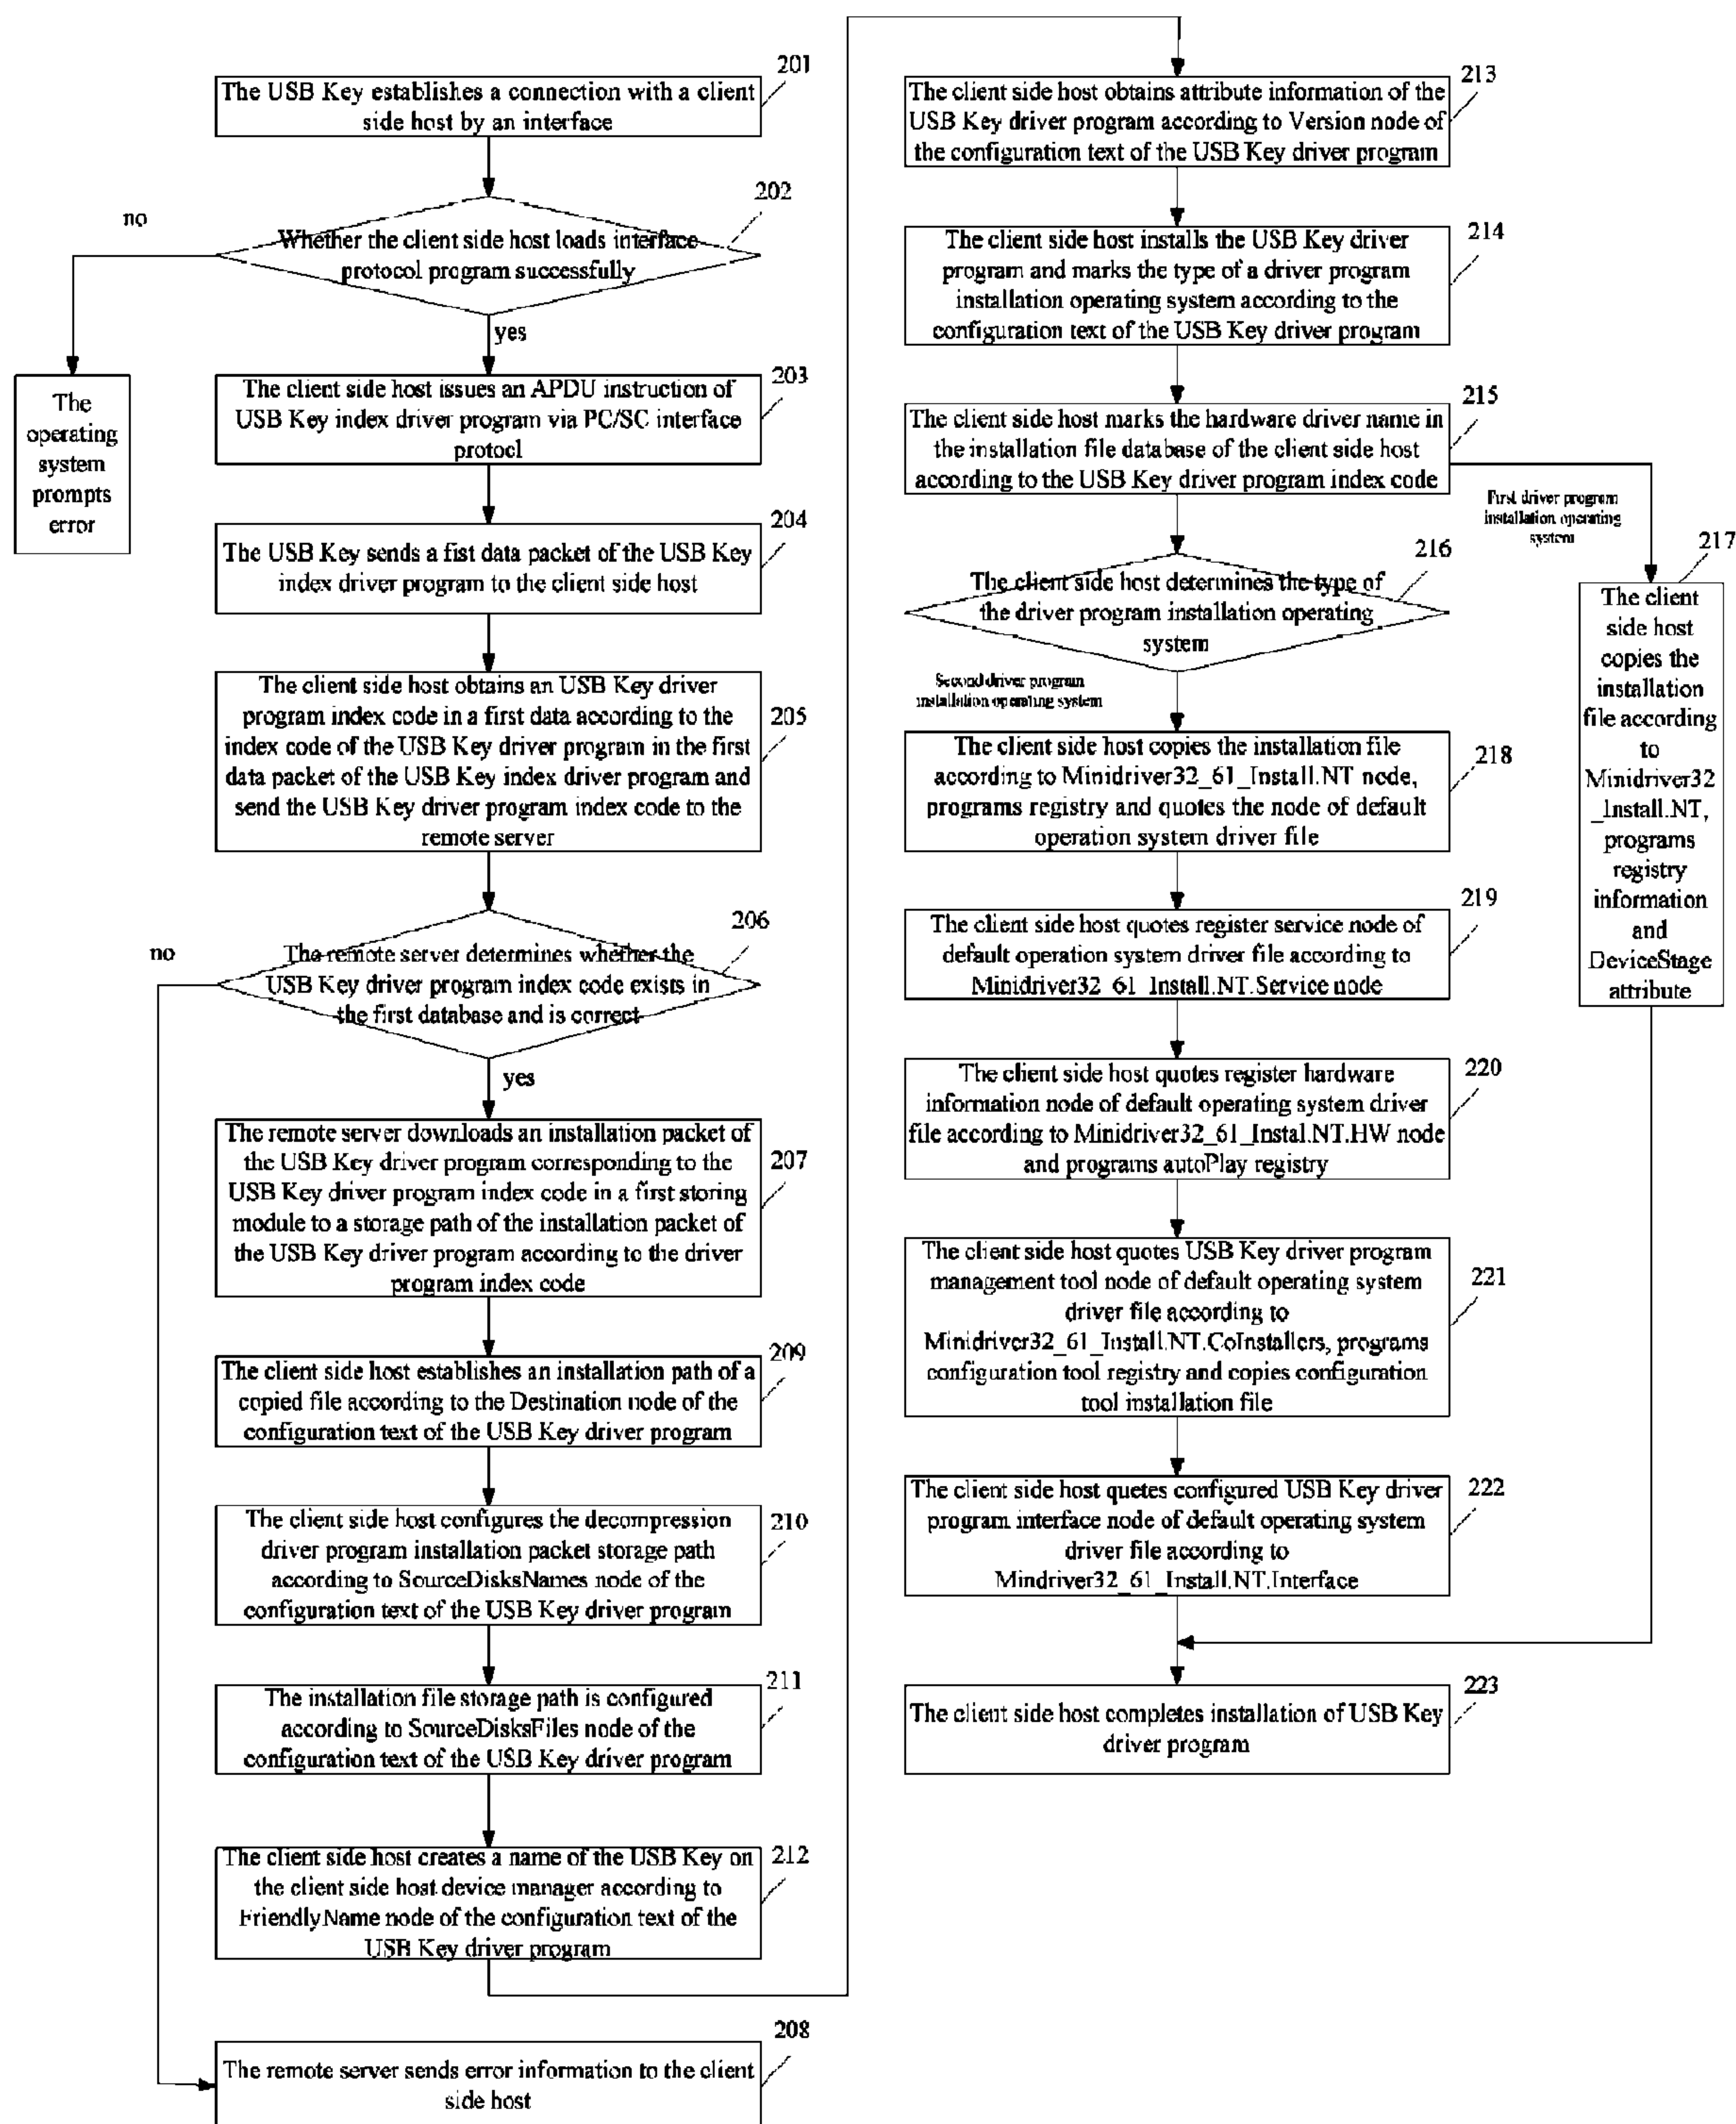 201
The USB Key establishes a connection with a client
side host by an interface
202
no
Whether the client side host loads interface
protocol program successfully
yes
The
operating
system
prompts
error
203
The client side host issues an APDU instruction of
USB Key index driver program via PC/SC interface
protocl
204
The USB Key sends a fist data packet of the USB Key
index driver program to the client side host
205
The client side host obtains an USB Key driver
program index code in a first data according to the
index code of the USB Key driver program in the first
data packet of the USB Key index driver program and
send the USB Key driver program index code to the
remote server
206
no
The remote server determines whether the
USB Key driver program index code exists in
the first database and is correct
yes
207
The remote server downloads an installation packet of
the USB Key driver program corresponding to the
USB Key driver program index code in a first storing
module to a storage path of the installation packet of
the USB Key driver program according to the driver
program index code
209
The client side host establishes an installation path of a
copied file according to the Destination node of the
configuration text of the USB Key driver program
210
The client side host configures the decompression
driver program installation packet storage path
according to SourceDisksNames node of the
configuration text of the USB Key driver program
211
The installation file storage path is configured
according to SourceDisksFiles node of the
configuration text of the USB Key driver program
212
The client side host creates a name of the USB Key on
the client side host device manager according to
FriendlyName node of the configuration text of the
USB Key driver program
208
The remote server sends error information to the client
side host
213
The client side host obtains attribute information of the
USB Key driver program according to Version node of
the configuration text of the USB Key driver program
214
The client side host installs the USB Key driver
program and marks the type of a driver program
installation operating system according to the
configuration text of the USB Key driver program
215
The client side host marks the hardware driver name in
the installation file database of the client side host
according to the USB Key driver program index code
First driver program
installation operating
system
216
The client side host determines the type of
the driver program installation operating
system
Second driver program
installation operating system
217
The client
side host
copies the
installation
file according
to
Minidriver32
_Install.NT,
programs
registry
information
and
DeviceStage
attribute
218
The client side host copies the installation file
according to Minidriver32_61_Install.NT node,
programs registry and quotes the node of default
operation system driver file
219
The client side host quotes register service node of
default operation system driver file according to
Minidriver32_61_Install.NT.Service node
220
The client side host quotes register hardware
information node of default operating system driver
file according to Minidriver32_61_Instal.NT.HW node
and programs autoPlay registry
221
The client side host quotes USB Key driver program
management tool node of default operating system
driver file according to
Minidriver32_61_Install.NT.CoInstallers, programs
configuration tool registry and copies configuration
tool installation file
222
The client side host quetes configured USB Key driver
program interface node of default operating system
driver file according to
Mindriver32_61_Install.NT.Interface
223
The client side host completes installation of USB Key
driver program